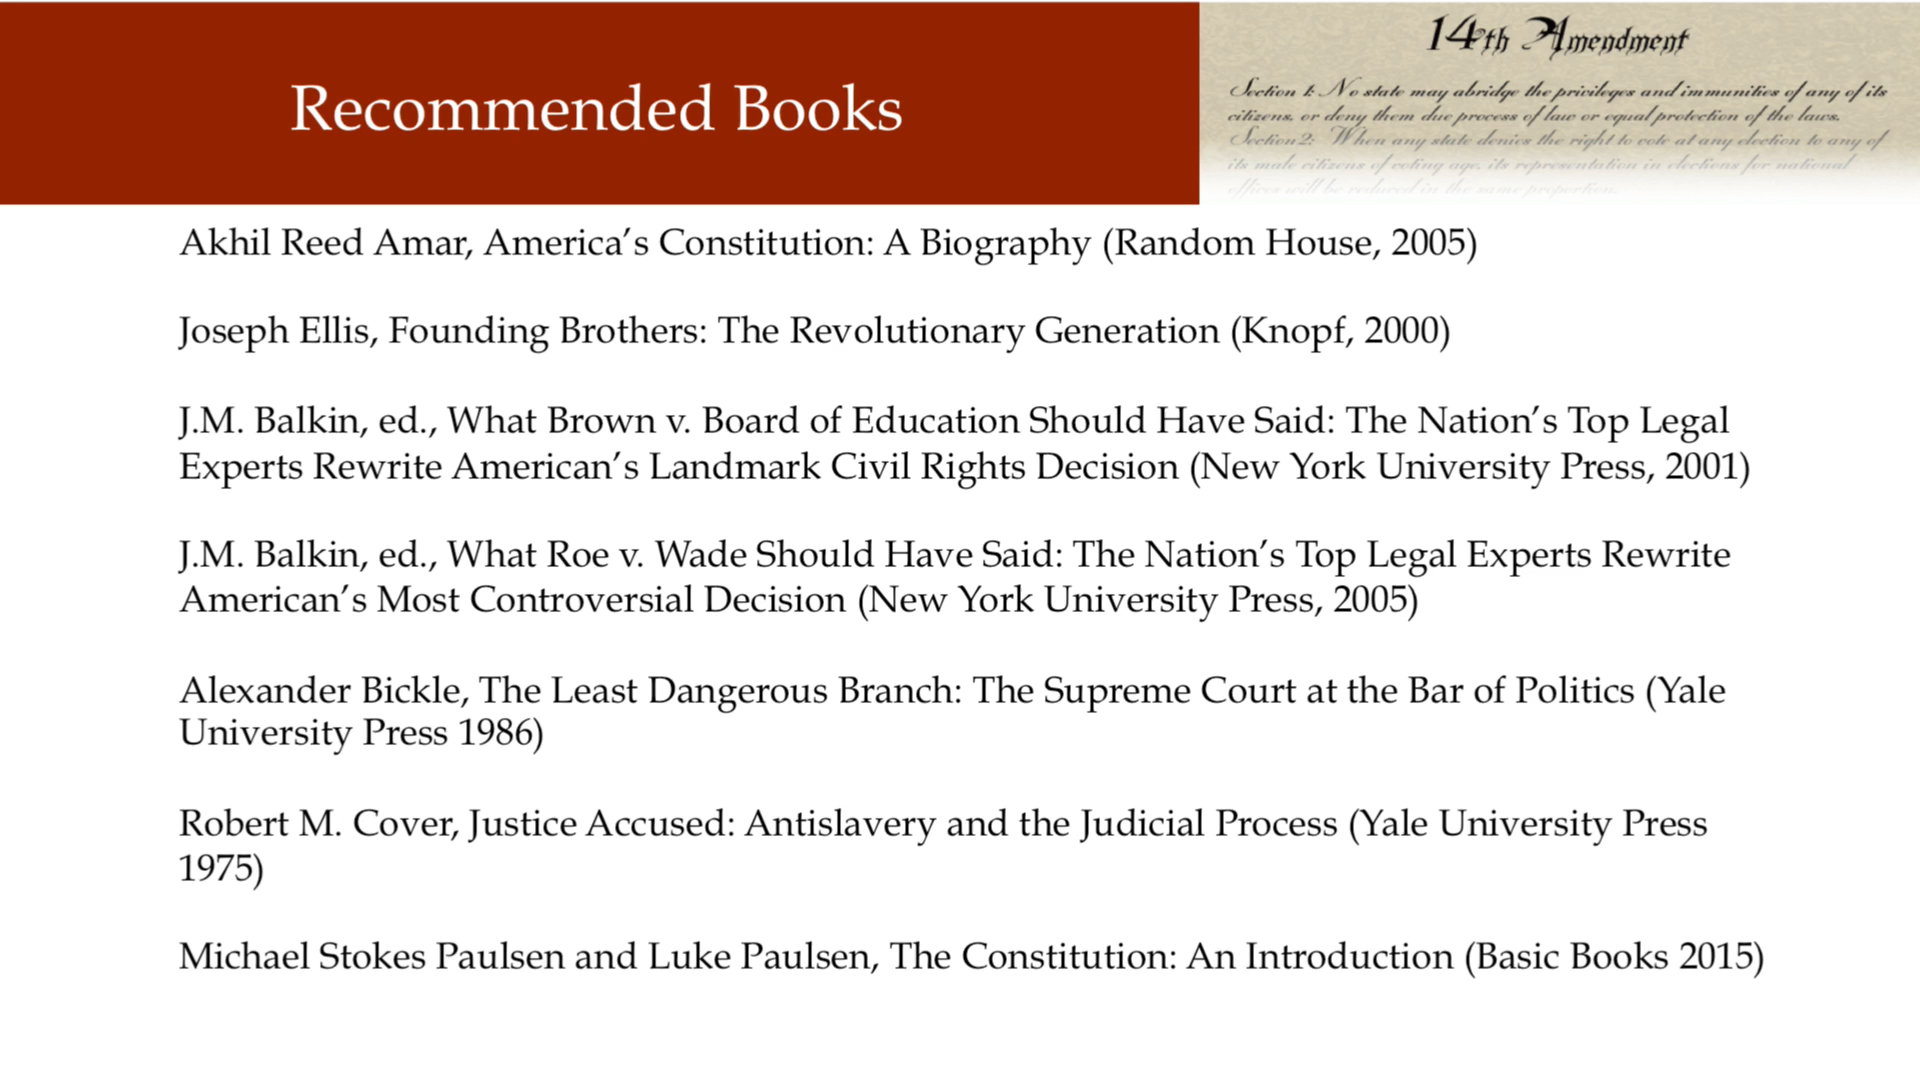 Recommended Books
14th Amendment
Section 1: No state may abridge the privileges and immunities of any of its
citizens, or deny them due process of law or equal protection of the laws.
Section 2: When any state denies the right to vote at any election to any of
its male citizens of voting age, its representation in elections for national
offices will be reduced in the same proportion.
Akhil Reed Amar, America’s Constitution: A Biography (Random House, 2005)
Joseph Ellis, Founding Brothers: The Revolutionary Generation (Knopf, 2000)
J.M. Balkin, ed., What Brown v. Board of Education Should Have Said: The Nation’s Top Legal
Experts Rewrite American’s Landmark Civil Rights Decision (New York University Press, 2001)
J.M. Balkin, ed., What Roe v. Wade Should Have Said: The Nation’s Top Legal Experts Rewrite
American’s Most Controversial Decision (New York University Press, 2005)
Alexander Bickle, The Least Dangerous Branch: The Supreme Court at the Bar of Politics (Yale
University Press 1986)
Robert M. Cover, Justice Accused: Antislavery and the Judicial Process (Yale University Press
1975)
Michael Stokes Paulsen and Luke Paulsen, The Constitution: An Introduction (Basic Books 2015)